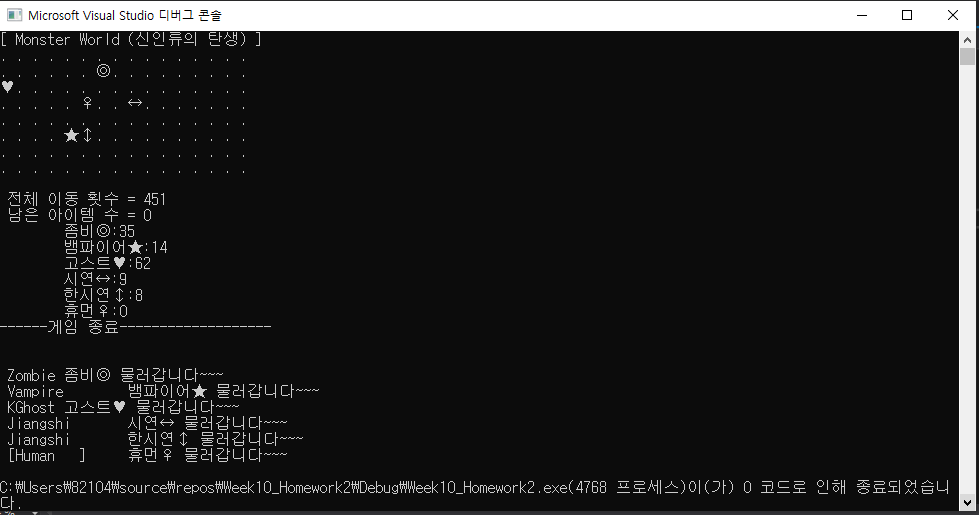 Microsoft Visual Studio 디버그 콘솔
[ Monster World (신인류의 탄생) ]
. . . . . . . . . . . . . . . .
. . . . . . ◎. . . . . . . . .
♥. . . . . . . . . . . . . . .
. . . . . ♀. . ↔. . . . . . .
. . . . . . . . . . . . . . . .
. . . . ★↕. . . . . . . . . .
. . . . . . . . . . . . . . . .
. . . . . . . . . . . . . . . .
전체 이동 횟수 = 451
남은 아이템 수 = 0
좀비◎:35
뱀파이어★:14
고스트♥:62
시연↔:9
한시연↕:8
휴먼♀:0
------게임 종료-------------------
Zombie 좀비◎ 물러갑니다~~~
Vampire 뱀파이어★ 물러갑니다~~~
KGhost 고스트♥ 물러갑니다~~~
Jiangshi 시연↔ 물러갑니다~~~
Jiangshi 한시연↕ 물러갑니다~~~
[Human   ] 휴먼♀ 물러갑니다~~~
C:₩Users₩82104₩source₩repos₩Week10_Homework2₩Debug₩Week10_Homework2.exe(4768 프로세스)이(가) 0 코드로 인해 종료되었습니
다.